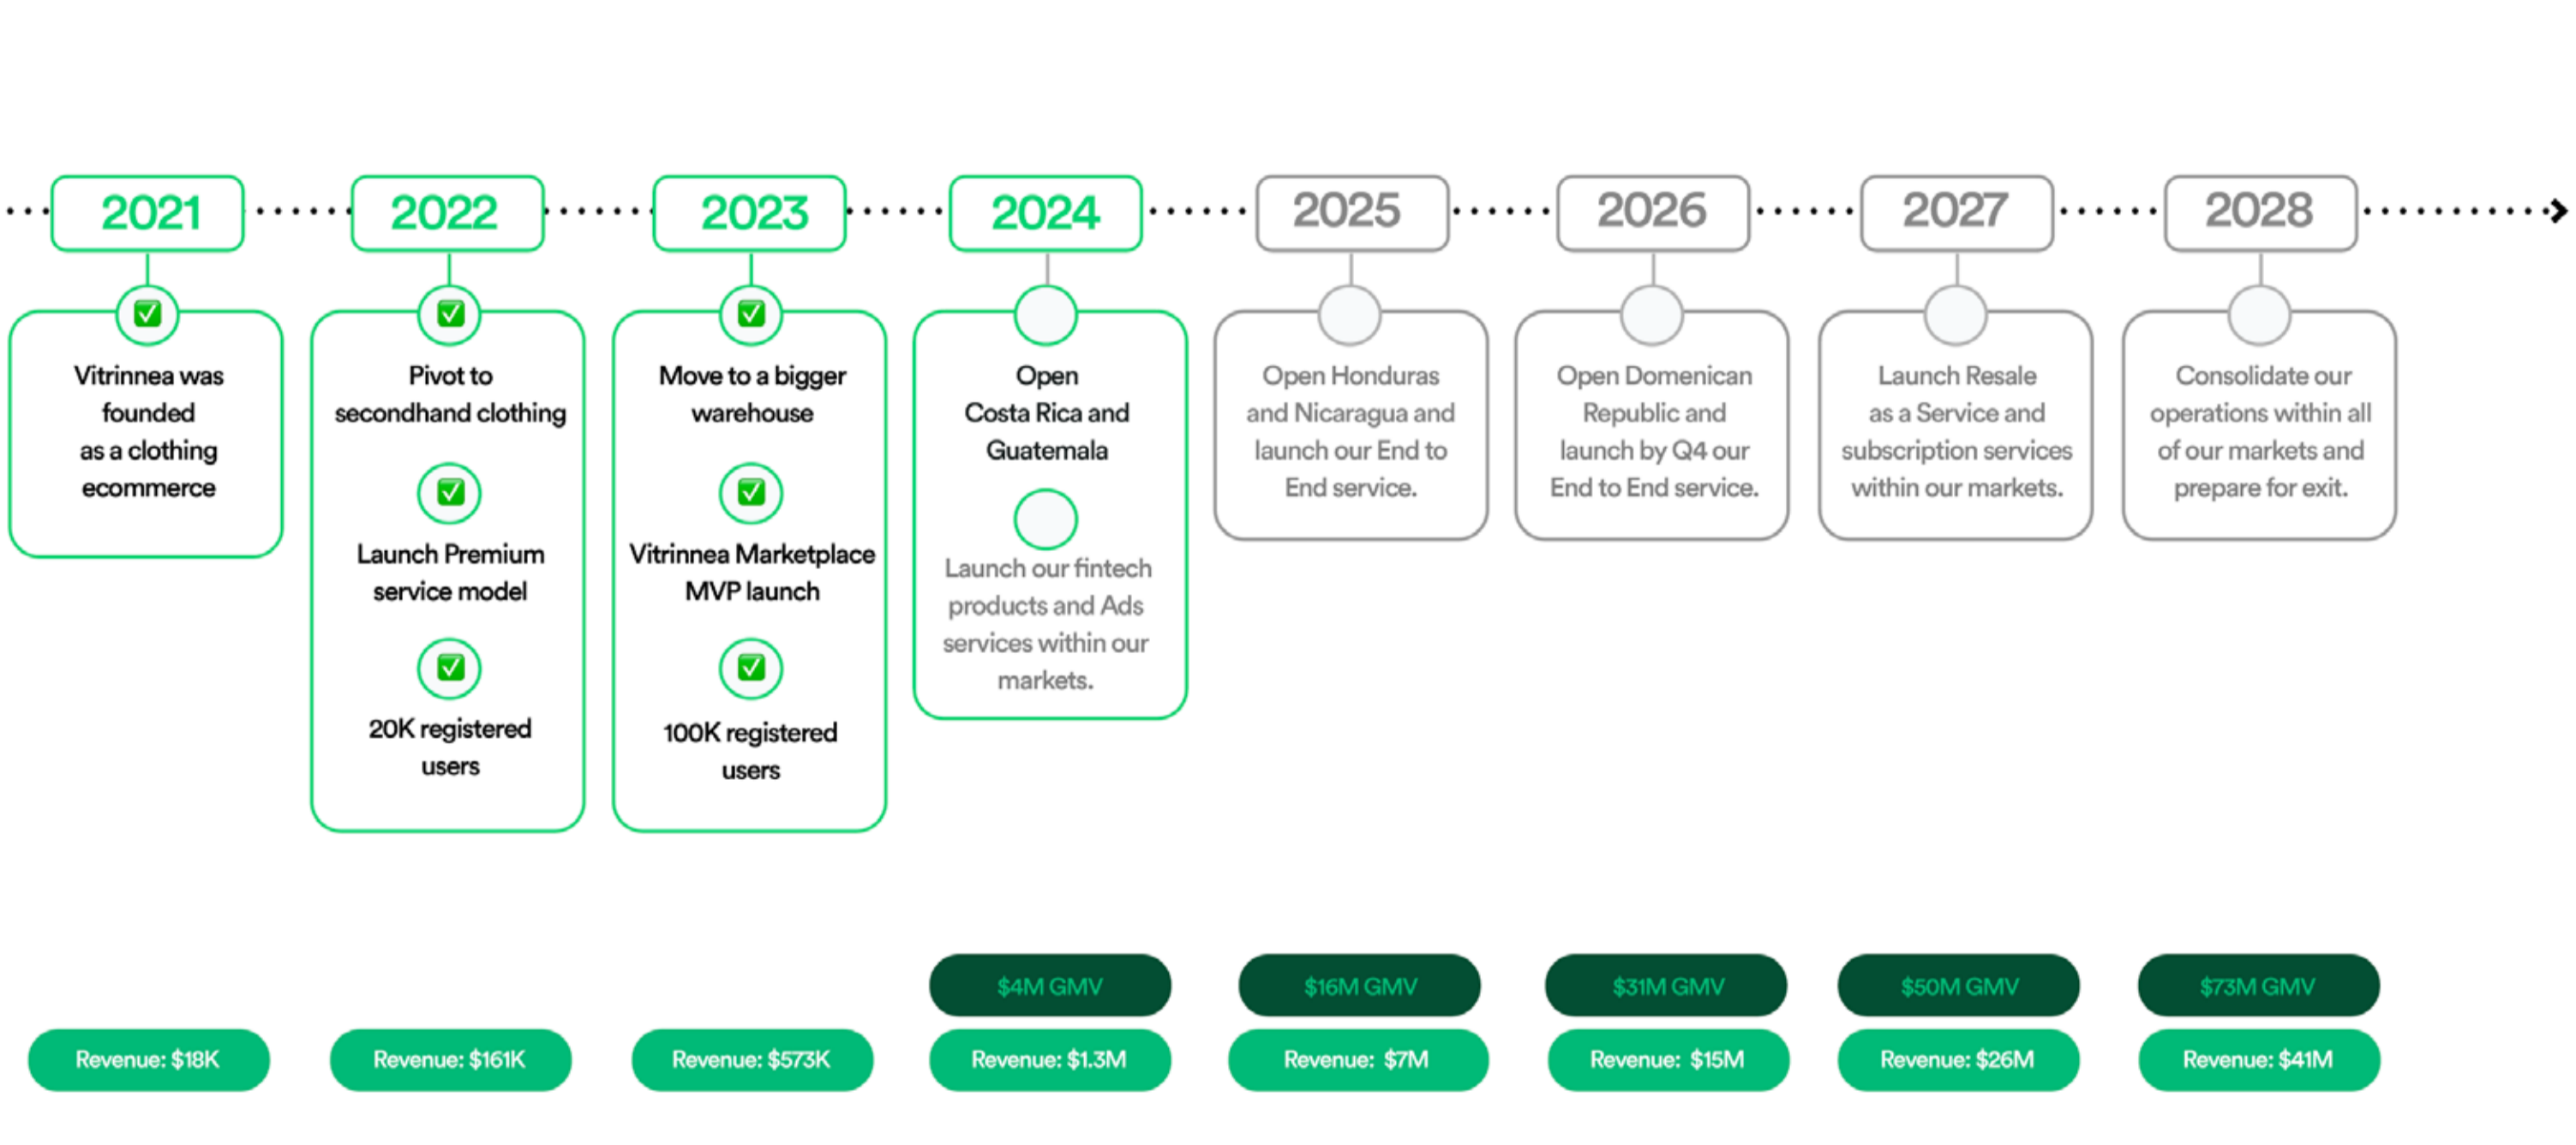 2021
2022
2023
2024
2025
2026
2027
2028
Vitrinnea was
founded
as a clothing
ecommerce
Pivot to
secondhand clothing
Launch Premium
service model
20K registered
users
Move to a bigger
warehouse
Vitrinnea Marketplace
MVP launch
100K registered
users
Open
Costa Rica and
Guatemala
Launch our fintech
products and Ads
services within our
markets.
Open Honduras
and Nicaragua and
launch our End to
End service.
Open Domenican
Republic and
launch by Q4 our
End to End service.
Launch Resale
as a Service and
subscription services
within our markets.
Consolidate our
operations within all
of our markets and
prepare for exit.
$4M GMV
$16M GMV
$31M GMV
$50M GMV
$73M GMV
Revenue: $18K
Revenue: $161K
Revenue: $573K
Revenue: $1.3M
Revenue: $7M
Revenue: $15M
Revenue: $26M
Revenue: $41M